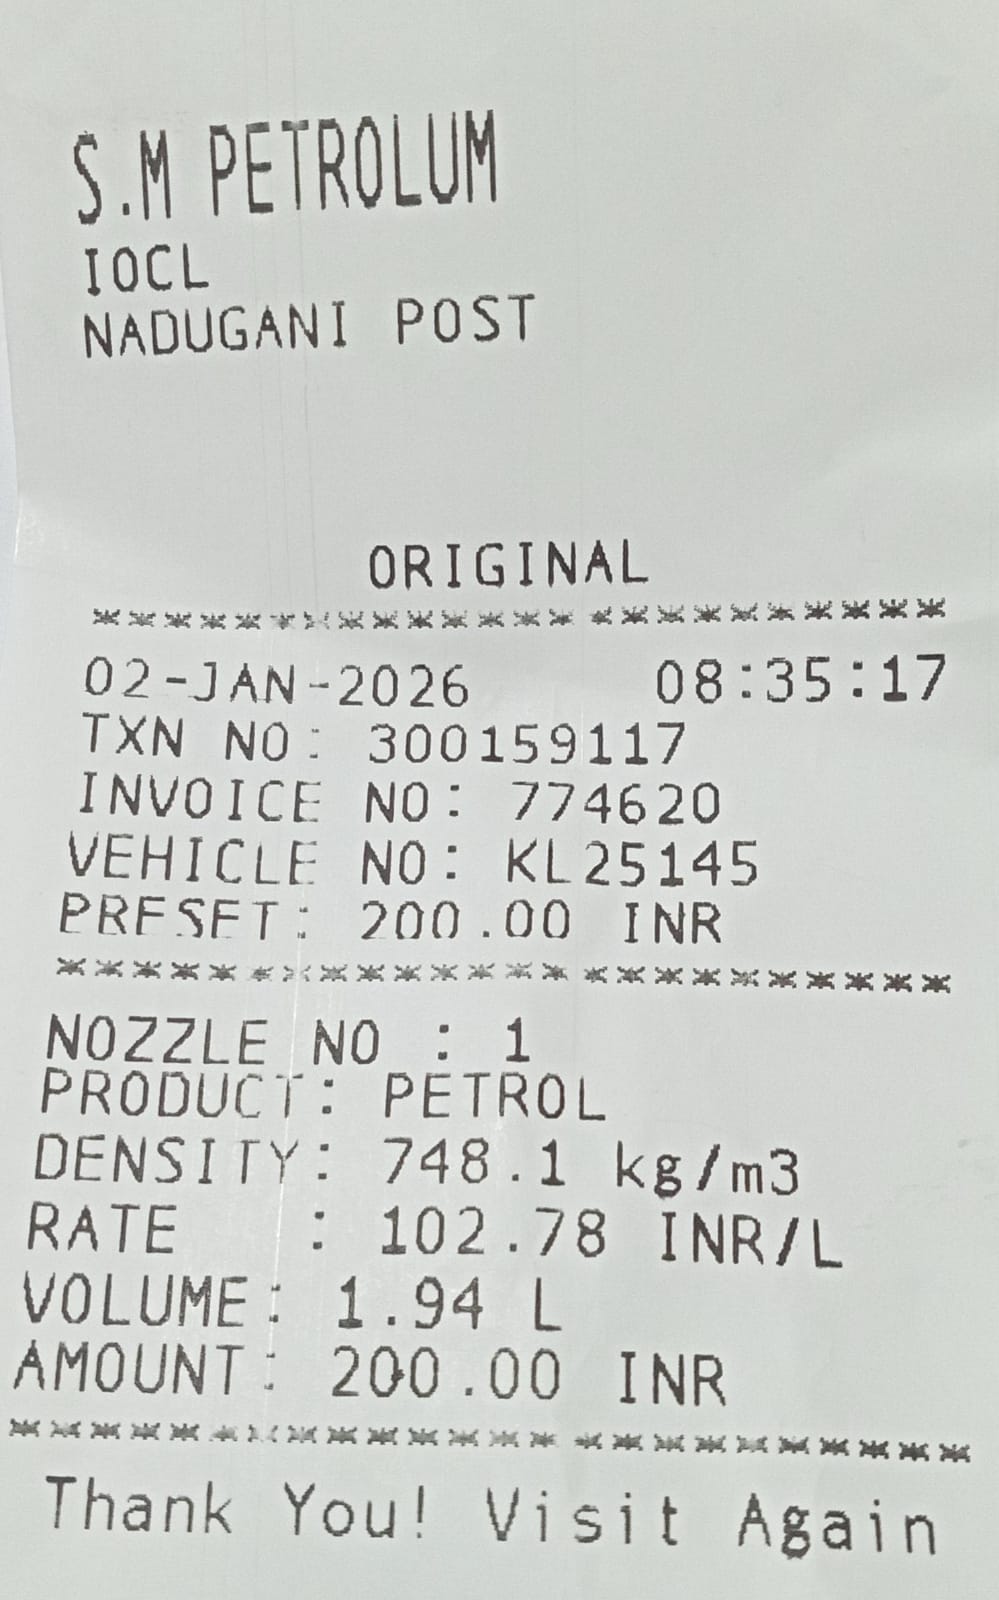 S.M PETROLUM
IOCL
NADUGANI POST
ORIGINAL
************************
02-JAN-2026 08:35:17
TXN NO: 300159117
INVOICE NO: 774620
VEHICLE NO: KL25145
PRESET: 200.00 INR
************************
NOZZLE NO : 1
PRODUCT: PETROL
DENSITY: 748.1 kg/m3
RATE : 102.78 INR/L
VOLUME: 1.94 L
AMOUNT: 200.00 INR
************************
Thank You! Visit Again